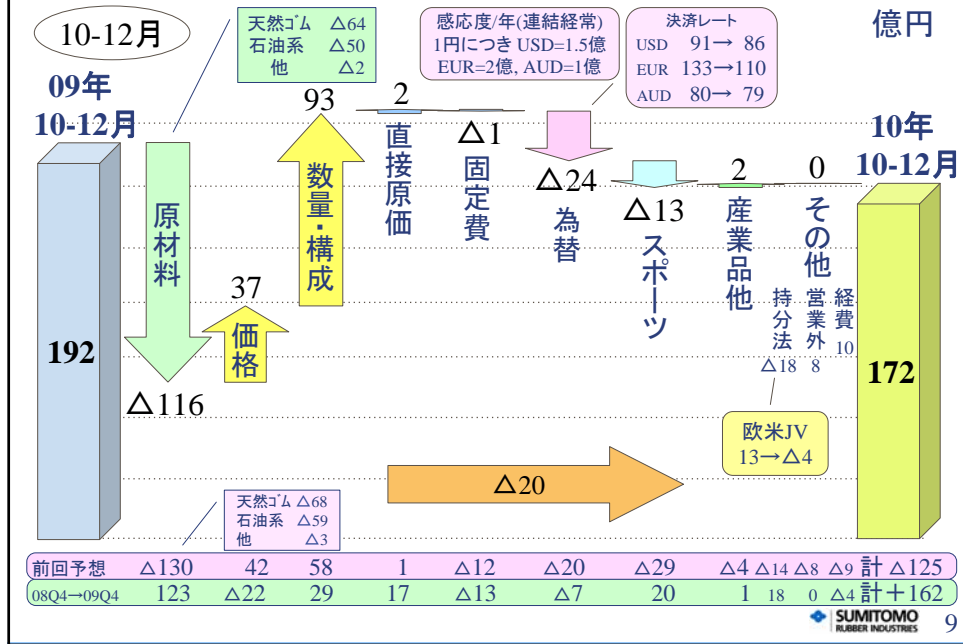 10-12月
億円
天然ゴム △64
石油系 △50
他 △2
感応度/年(連結経常)
1円につき USD=1.5億
EUR=2億, AUD=1億
決済レート
USD 91→ 86
EUR 133→110
AUD 80→ 79
09年
10-12月
192
原材料
△116
価格
37
数量・構成
93
直接原価
2
固定費
△1
為替
△24
スポーツ
△13
産業品他
2
その他
0
持分法
△18
営業外
8
経費
10
10年
10-12月
172
欧米JV
13→△4
△20
天然ゴム △68
石油系 △59
他 △3
前回予想 △130 42 58 1 △12 △20 △29 △4 △14 △8 △9 計 △125
08Q4→09Q4 123 △22 29 17 △13 △7 20 1 18 0 △4 計＋162
SUMITOMO
RUBBER INDUSTRIES
9